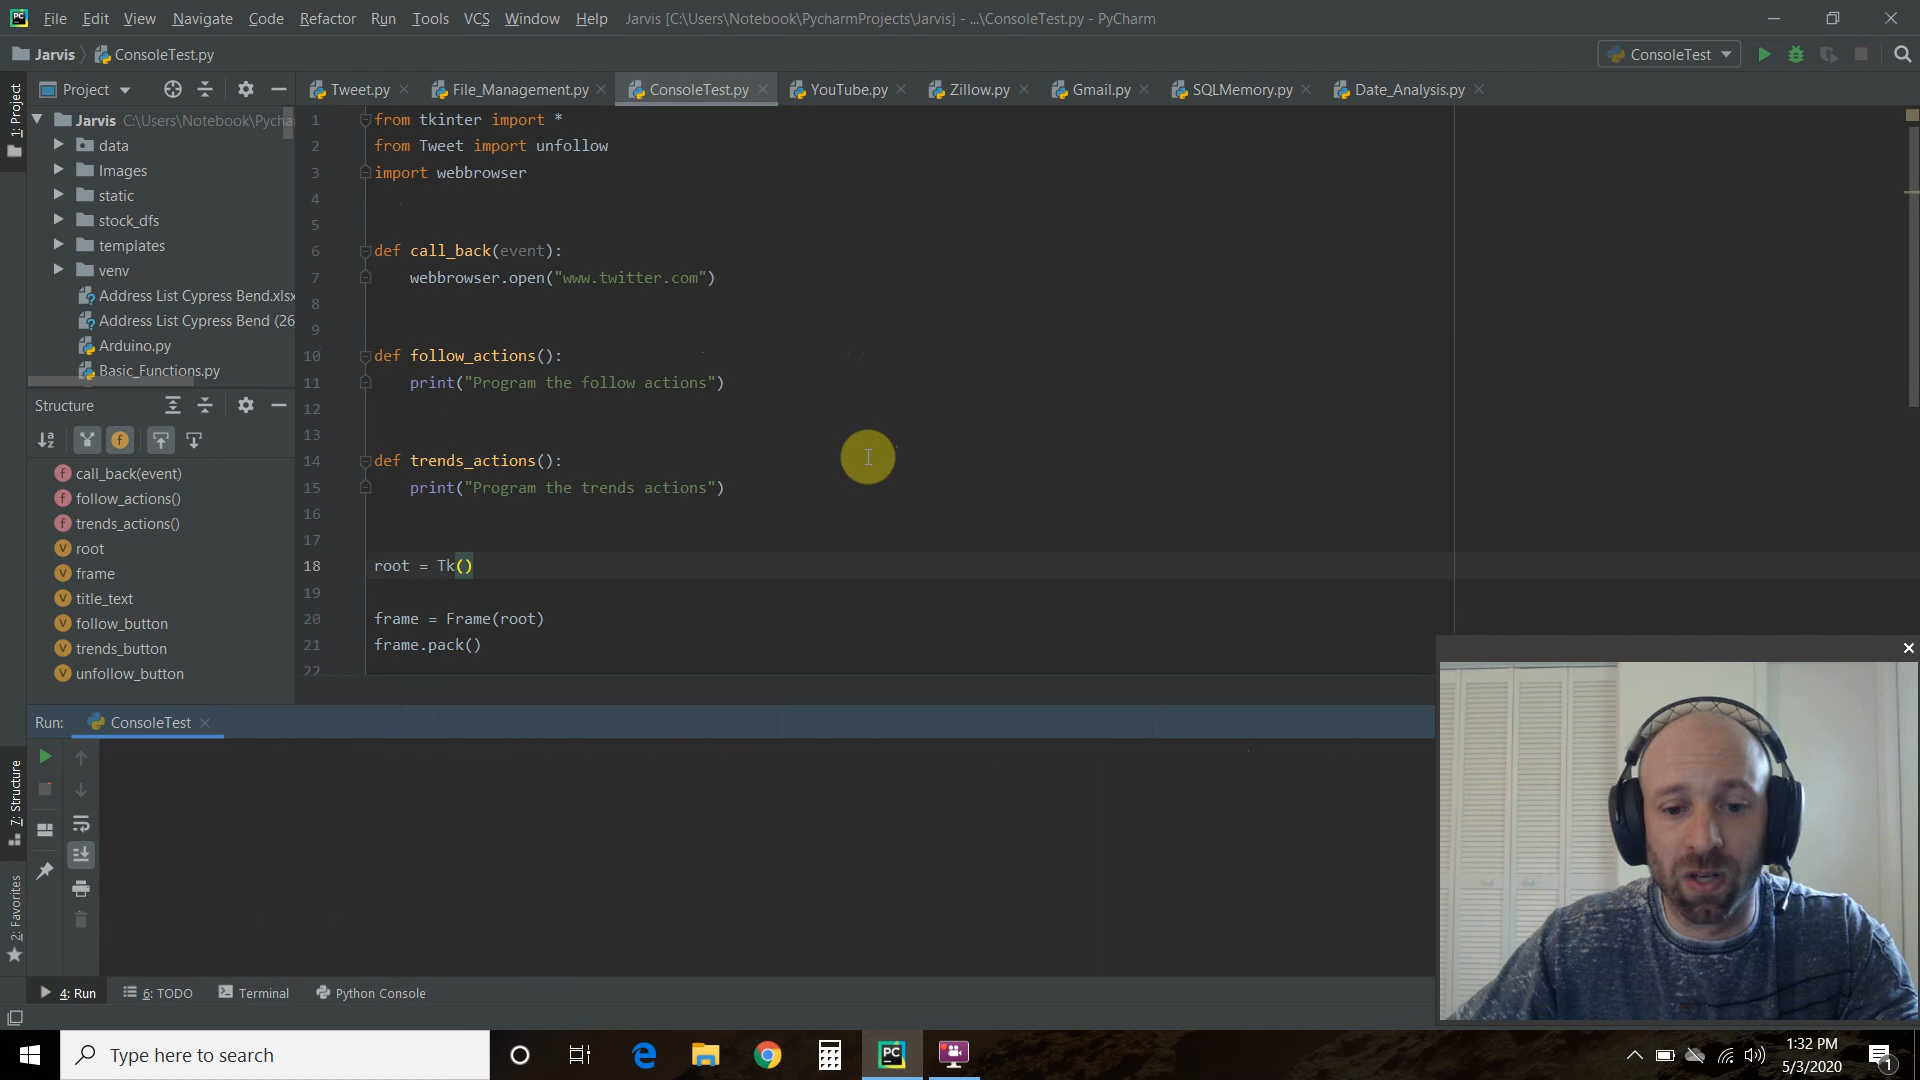 File Edit View Navigate Code Refactor Run Tools VCS Window Help Jarvis [C:\Users\Notebook\PycharmProjects\Jarvis] - ...\ConsoleTest.py - PyCharm
Jarvis ConsoleTest.py ConsoleTest
Project Tweet.py File_Management.py ConsoleTest.py YouTube.py Zillow.py Gmail.py SQLMemory.py Date_Analysis.py
1: Project
Jarvis C:\Users\Notebook\Pycha
data
Images
static
stock_dfs
templates
venv
Address List Cypress Bend.xlsx
Address List Cypress Bend (26
Arduino.py
Basic_Functions.py
Structure
call_back(event)
follow_actions()
trends_actions()
root
frame
title_text
follow_button
trends_button
unfollow_button
7: Structure
2: Favorites
1 from tkinter import *
2 from Tweet import unfollow
3 import webbrowser
4
5
6 def call_back(event):
7 webbrowser.open("www.twitter.com")
8
9
10 def follow_actions():
11 print("Program the follow actions")
12
13
14 def trends_actions():
15 print("Program the trends actions")
16
17
18 root = Tk()
19
20 frame = Frame(root)
21 frame.pack()
22
Run: ConsoleTest
4: Run 6: TODO Terminal Python Console
Type here to search
PC
1:32 PM
5/3/2020
1